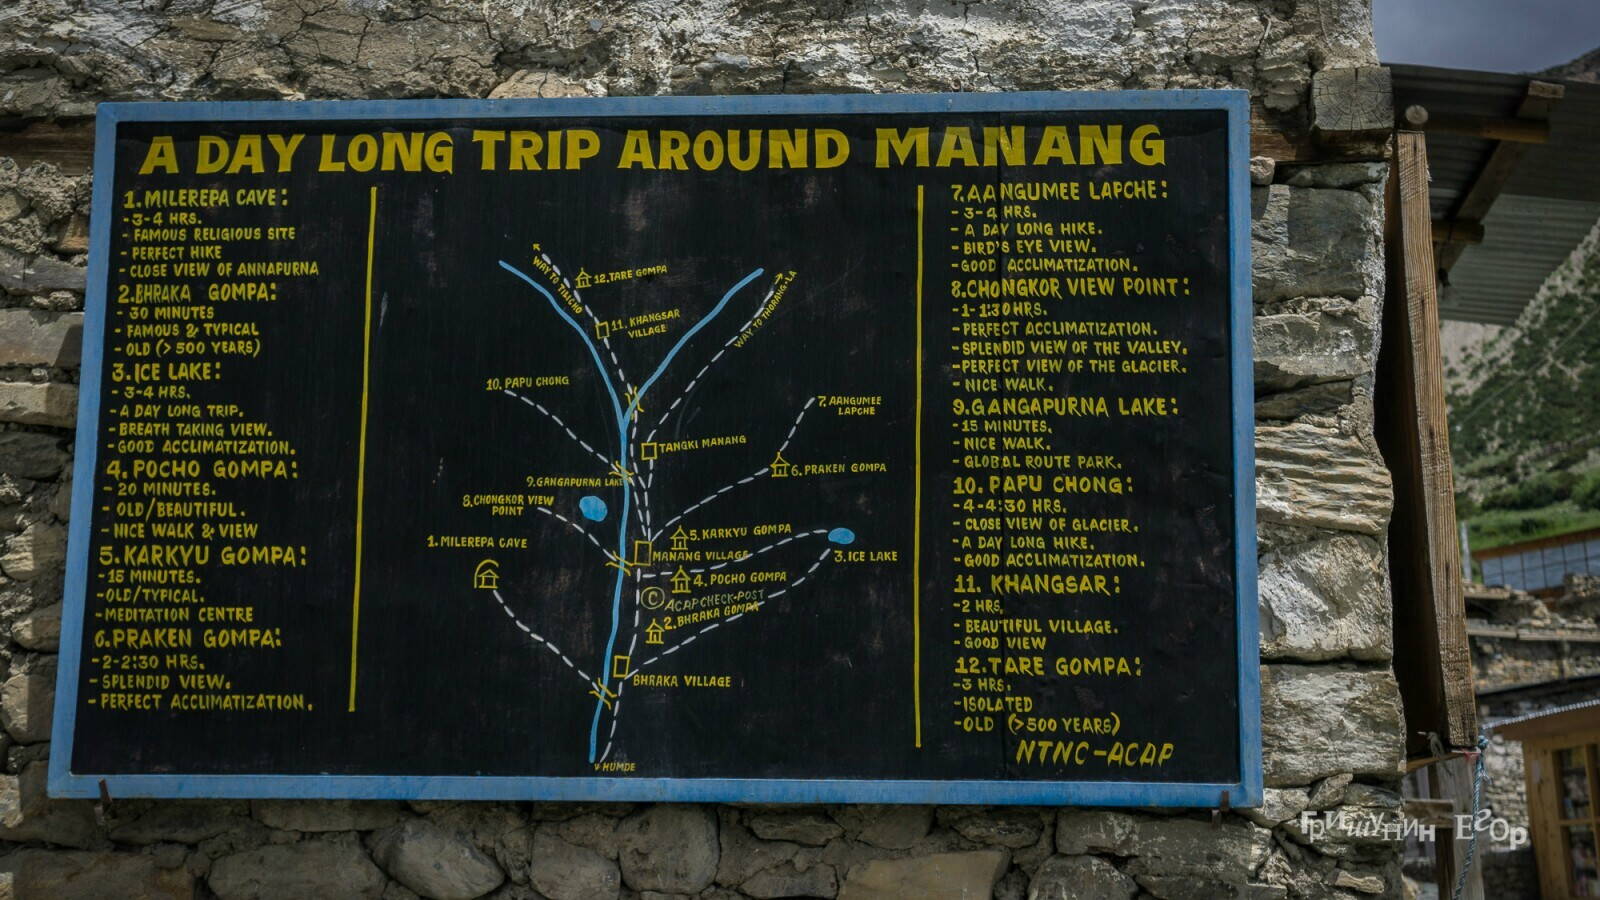 A DAY LONG TRIP AROUND MANANG
1. MILEREPA CAVE:
- 3-4 HRS.
- FAMOUS RELIGIOUS SITE
- PERFECT HIKE
- CLOSE VIEW OF ANNAPURNA
2. BHRAKA GOMPA:
- 30 MINUTES
- FAMOUS & TYPICAL
- OLD (>500 YEARS)
3. ICE LAKE:
- 3-4 HRS.
- A DAY LONG TRIP.
- BREATH TAKING VIEW.
- GOOD ACCLIMATIZATION.
4. POCHO GOMPA:
- 20 MINUTES.
- OLD/BEAUTIFUL.
- NICE WALK & VIEW
5. KARKYU GOMPA:
- 15 MINUTES.
- OLD/TYPICAL.
- MEDITATION CENTRE
6. PRAKEN GOMPA:
- 2-2:30 HRS.
- SPLENDID VIEW.
- PERFECT ACCLIMATIZATION.
WAY TO TILICHO
12. TARE GOMPA
11. KHANGSAR
VILLAGE
WAY TO THORANG-LA
10. PAPU CHONG
7. AANGUMEE
LAPCHE
TANGKI MANANG
6. PRAKEN GOMPA
9. GANGAPURNA LAKE
8. CHONGKOR VIEW
POINT
5. KARKYU GOMPA
1. MILEREPA CAVE
MANANG VILLAGE
3. ICE LAKE
4. POCHO GOMPA
C ACAP CHECK-POST
2. BHRAKA GOMPA
BHRAKA VILLAGE
HUMDE
7. AANGUMEE LAPCHE:
- 3-4 HRS.
- A DAY LONG HIKE.
- BIRD'S EYE VIEW.
- GOOD ACCLIMATIZATION.
8. CHONGKOR VIEW POINT:
- 1-1:30 HRS.
- PERFECT ACCLIMATIZATION.
- SPLENDID VIEW OF THE VALLEY.
- PERFECT VIEW OF THE GLACIER.
- NICE WALK.
9. GANGAPURNA LAKE:
- 15 MINUTES.
- NICE WALK.
- GLOBAL ROUTE PARK.
10. PAPU CHONG:
- 4-4:30 HRS.
- CLOSE VIEW OF GLACIER.
- A DAY LONG HIKE.
- GOOD ACCLIMATIZATION.
11. KHANGSAR:
- 2 HRS.
- BEAUTIFUL VILLAGE.
- GOOD VIEW
12. TARE GOMPA:
- 3 HRS.
- ISOLATED
- OLD (>500 YEARS)
NTNC-ACAP
Гришунин Егор